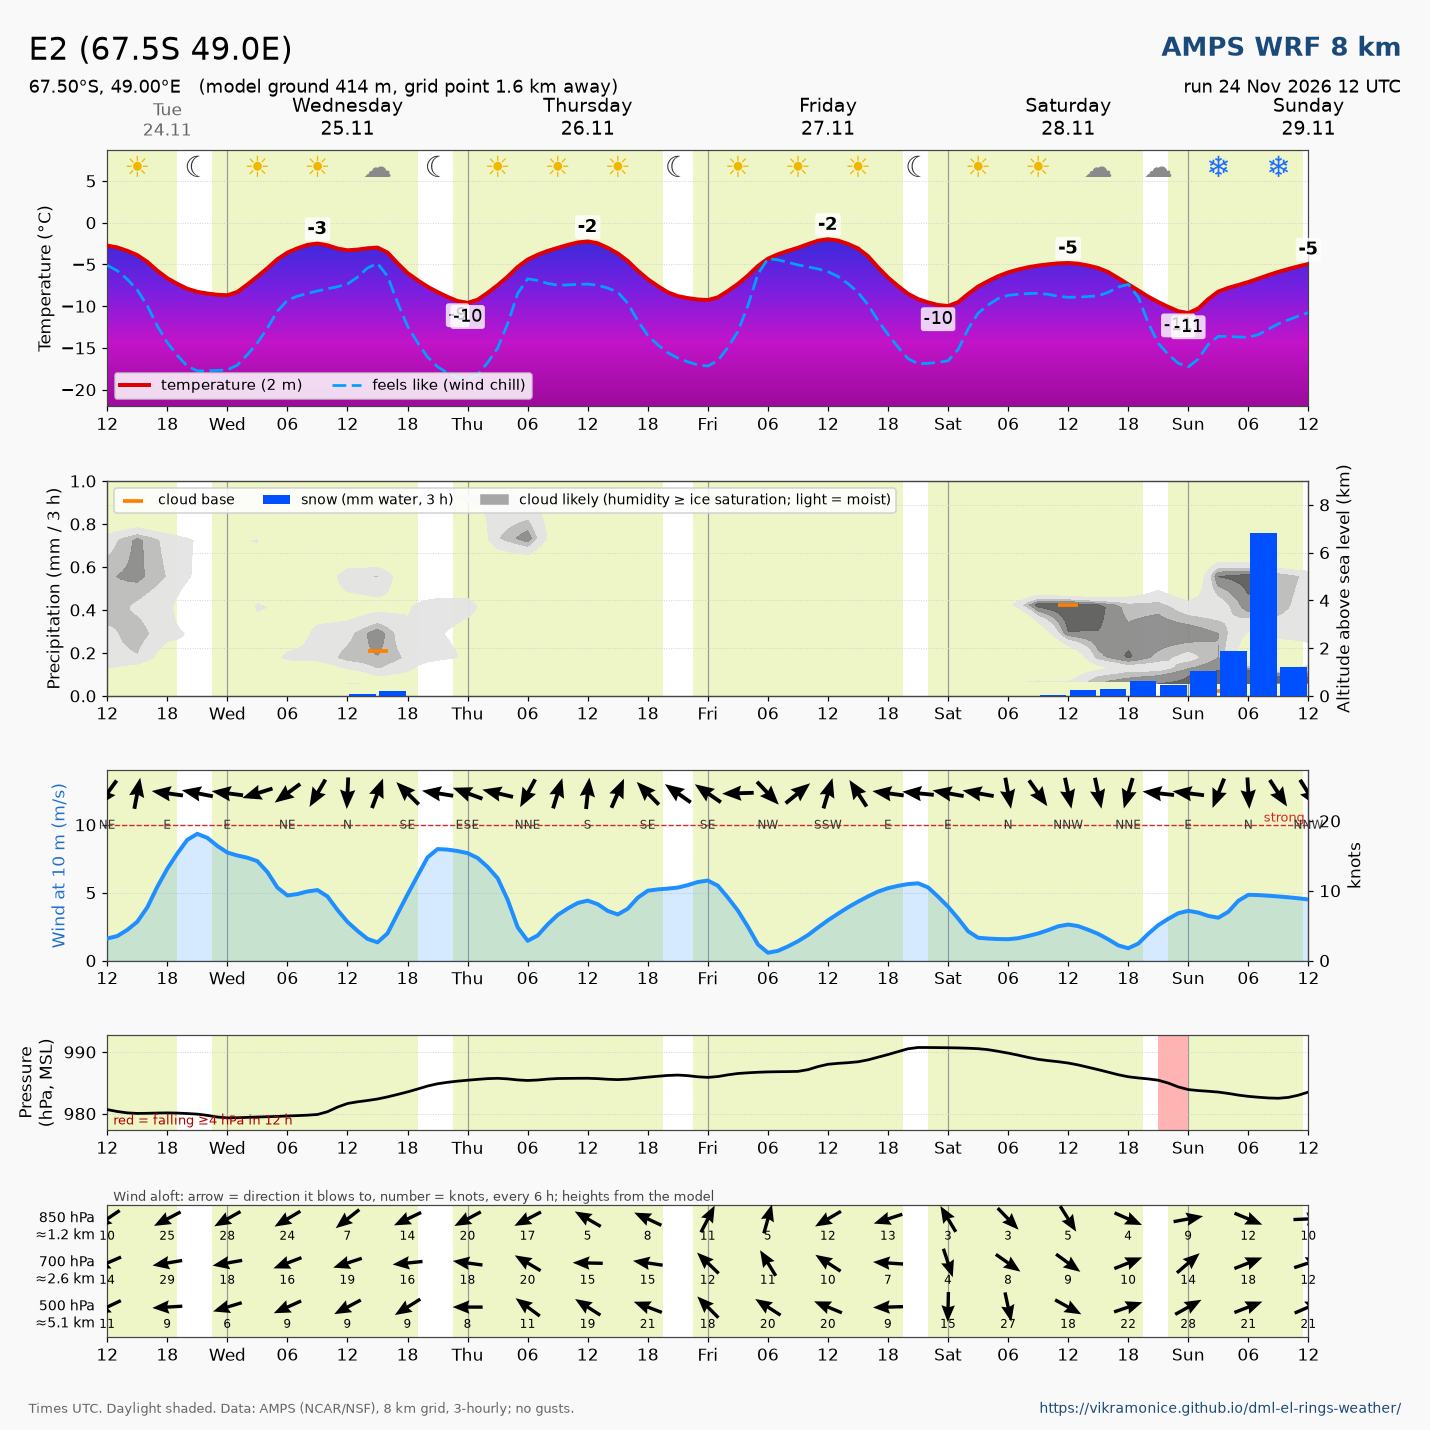 E2 (67.5S 49.0E)
AMPS WRF 8 km
67.50°S, 49.00°E (model ground 414 m, grid point 1.6 km away)
run 24 Nov 2026 12 UTC
Tue Wednesday Thursday Friday Saturday Sunday
24.11 25.11 26.11 27.11 28.11 29.11
Temperature (°C)
5
0
−5
−10
−15
−20
-3 -2 -2 -5 -5
-10 -10 -11
temperature (2 m) feels like (wind chill)
12 18 Wed 06 12 18 Thu 06 12 18 Fri 06 12 18 Sat 06 12 18 Sun 06 12
Precipitation (mm / 3 h)
1.0
0.8
0.6
0.4
0.2
0.0
cloud base snow (mm water, 3 h) cloud likely (humidity ≥ ice saturation; light = moist)
8
6
4
2
0
Altitude above sea level (km)
12 18 Wed 06 12 18 Thu 06 12 18 Fri 06 12 18 Sat 06 12 18 Sun 06 12
Wind at 10 m (m/s)
10
5
0
NE E E NE N SE ESE NNE S SE SE NW SSW E E N NNW NNE E N NNW
strong
20
10
0
knots
12 18 Wed 06 12 18 Thu 06 12 18 Fri 06 12 18 Sat 06 12 18 Sun 06 12
Pressure
(hPa, MSL)
990
980
red = falling ≥4 hPa in 12 h
12 18 Wed 06 12 18 Thu 06 12 18 Fri 06 12 18 Sat 06 12 18 Sun 06 12
Wind aloft: arrow = direction it blows to, number = knots, every 6 h; heights from the model
850 hPa
≈1.2 km 10 25 28 24 7 14 20 17 5 8 11 5 12 13 3 3 5 4 9 12 10
700 hPa
≈2.6 km 14 29 18 16 19 16 18 20 15 15 12 11 10 7 4 8 9 10 14 18 12
500 hPa
≈5.1 km 11 9 6 9 9 9 8 11 19 21 18 20 20 9 15 27 18 22 28 21 21
12 18 Wed 06 12 18 Thu 06 12 18 Fri 06 12 18 Sat 06 12 18 Sun 06 12
Times UTC. Daylight shaded. Data: AMPS (NCAR/NSF), 8 km grid, 3-hourly; no gusts.
https://vikramonice.github.io/dml-el-rings-weather/